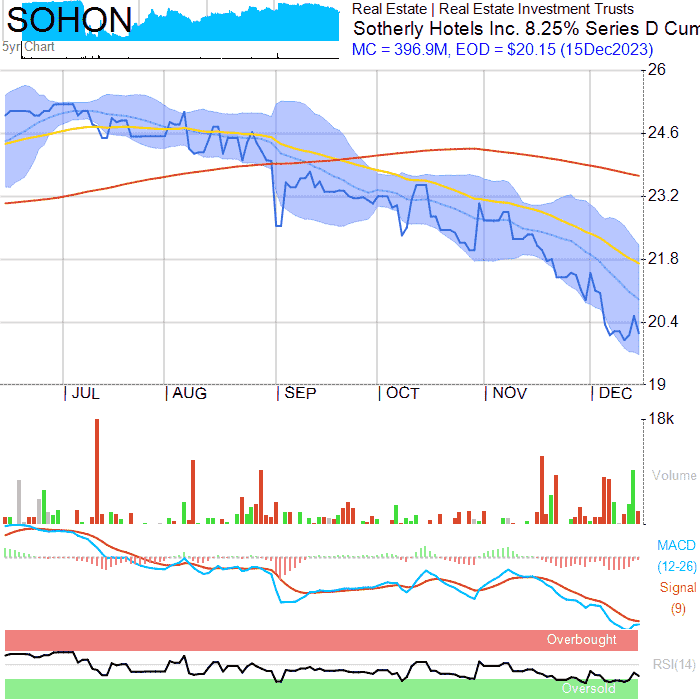 SOHON
5yr Chart
Real Estate | Real Estate Investment Trusts
Sotherly Hotels Inc. 8.25% Series D Cum
MC = 396.9M, EOD = $20.15 (15Dec2023)
26
24.6
23.2
21.8
20.4
19
JUL AUG SEP OCT NOV DEC
18k
Volume
MACD
(12-26)
Signal
(9)
Overbought
RSI(14)
Oversold